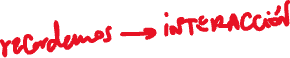 recordemos → INTERACCIÓN